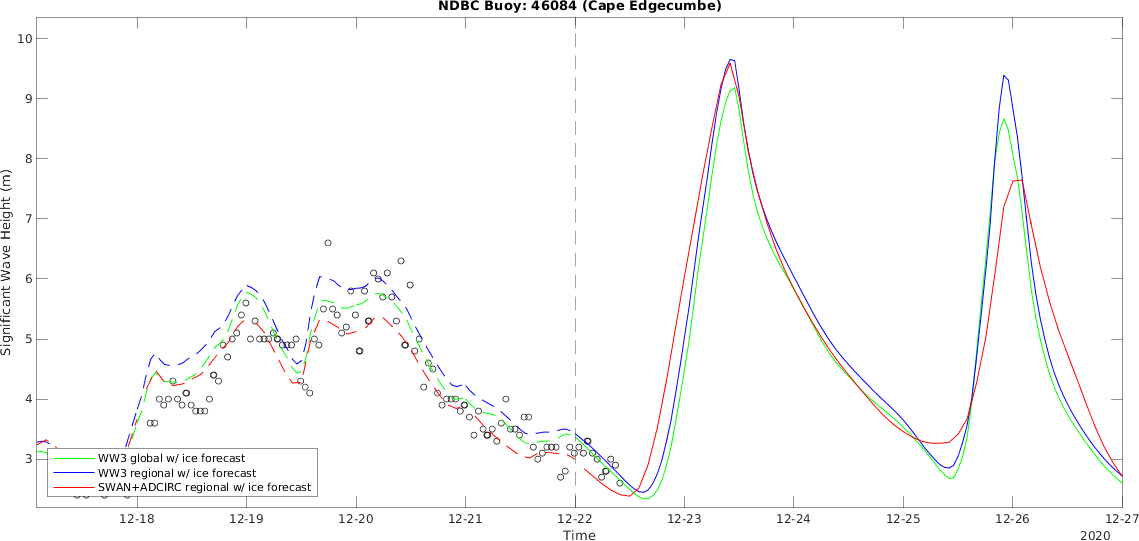 NDBC Buoy: 46084 (Cape Edgecumbe)
10
9
8
7
6
5
4
3
Significant Wave Height (m)
WW3 global w/ ice forecast
WW3 regional w/ ice forecast
SWAN+ADCIRC regional w/ ice forecast
12-18 12-19 12-20 12-21 12-22 12-23 12-24 12-25 12-26 12-27
Time
2020